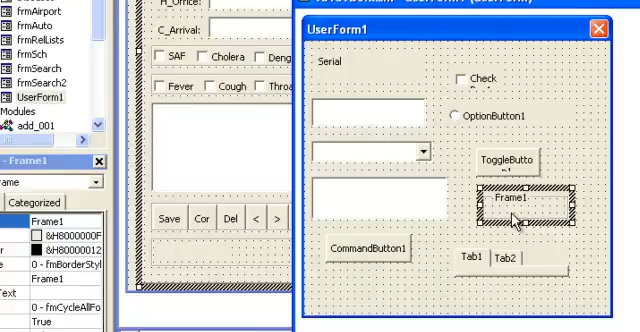 frmAirport
frmAuto
frmRelLists
frmSch
frmSearch
frmSearch2
UserForm1
Modules
add_001
- Frame1
Categorized
Frame1
&H8000000F
&H80000012
0 - fmBorderStyl
Frame1
Text
0 - fmCycleAllFo
True
H_Office:
C_Arrival:
SAF Cholera Deng
Fever Cough Throa
Save Cor Del < >
UserForm1
Serial
Check
OptionButton1
ToggleButto
Frame1
CommandButton1
Tab1 Tab2